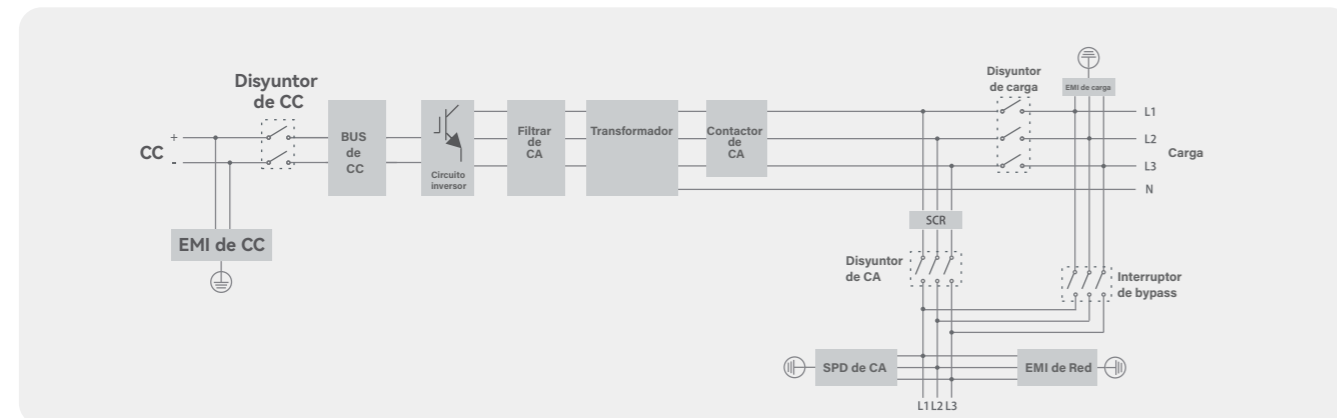 Disyuntor
de CC
CC
+
-
EMI de CC
BUS
de
CC
Circuito
inversor
Filtrar
de
CA
Transformador
Contactor
de
CA
Disyuntor
de carga
EMI de carga
L1
L2
L3
N
Carga
SCR
Disyuntor
de CA
Interruptor
de bypass
SPD de CA
EMI de Red
L1 L2 L3